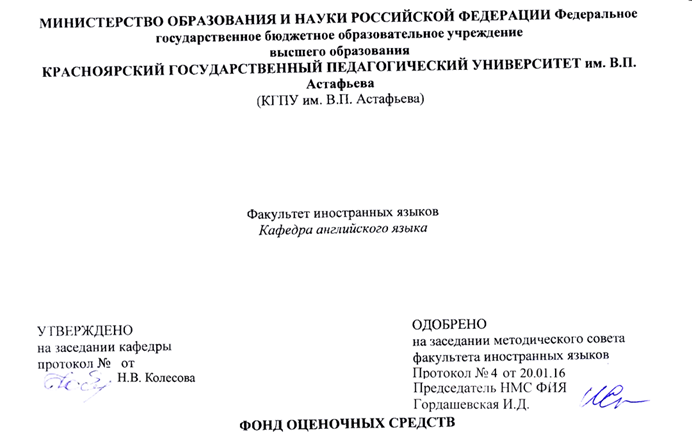 МИНИСТЕРСТВО ОБРАЗОВАНИЯ И НАУКИ РОССИЙСКОЙ ФЕДЕРАЦИИ Федеральное
государственное бюджетное образовательное учреждение
высшего образования
КРАСНОЯРСКИЙ ГОСУДАРСТВЕННЫЙ ПЕДАГОГИЧЕСКИЙ УНИВЕРСИТЕТ им. В.П.
Астафьева
(КГПУ им. В.П. Астафьева)
Факультет иностранных языков
Кафедра английского языка
УТВЕРЖДЕНО
на заседании кафедры
протокол № от
Н.В. Колесова
ОДОБРЕНО
на заседании методического совета
факультета иностранных языков
Протокол № 4 от 20.01.16
Председатель НМС ФИЯ
Гордашевская И.Д.
ФОНД ОЦЕНОЧНЫХ СРЕДСТВ